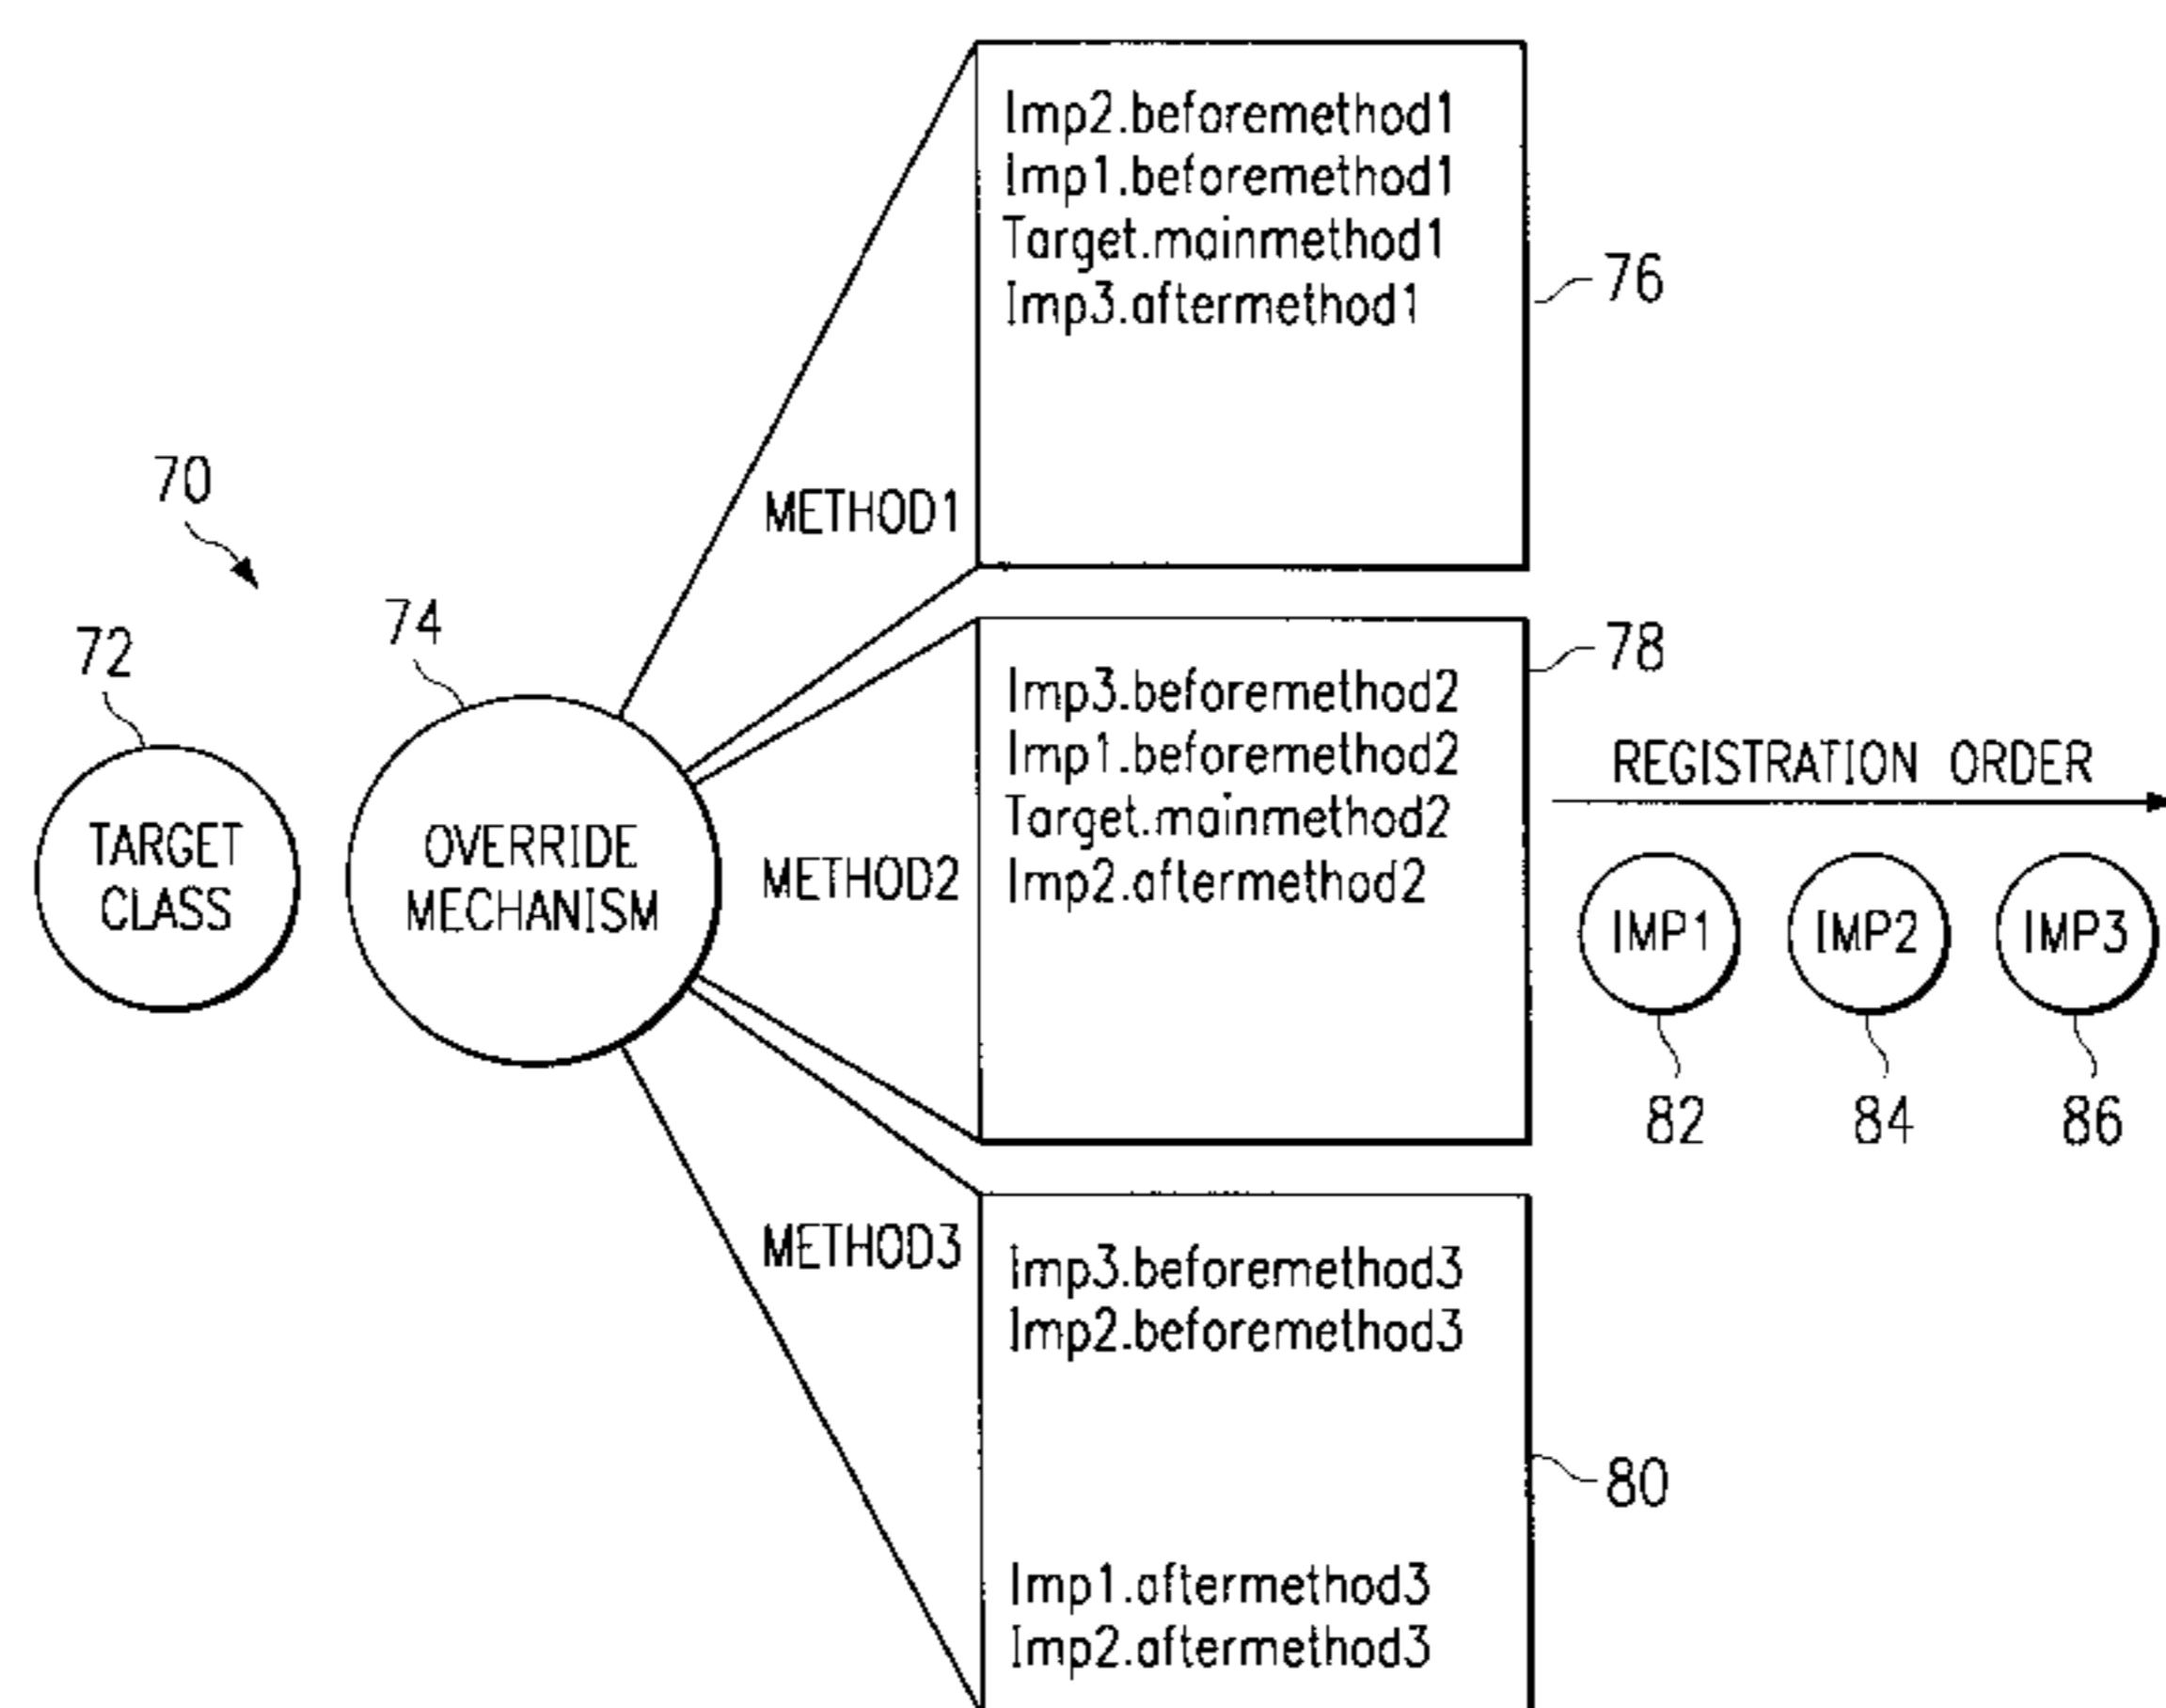 Imp2.beforemethod1
Imp1.beforemethod1
Target.mainmethod1
Imp3.aftermethod1
76
METHOD1
70
72
74
TARGET
CLASS
OVERRIDE
MECHANISM
78
Imp3.beforemethod2
Imp1.beforemethod2
Target.mainmethod2
Imp2.aftermethod2
METHOD2
REGISTRATION ORDER
IMP1
IMP2
IMP3
82
84
86
METHOD3
Imp3.beforemethod3
Imp2.beforemethod3
80
Imp1.aftermethod3
Imp2.aftermethod3